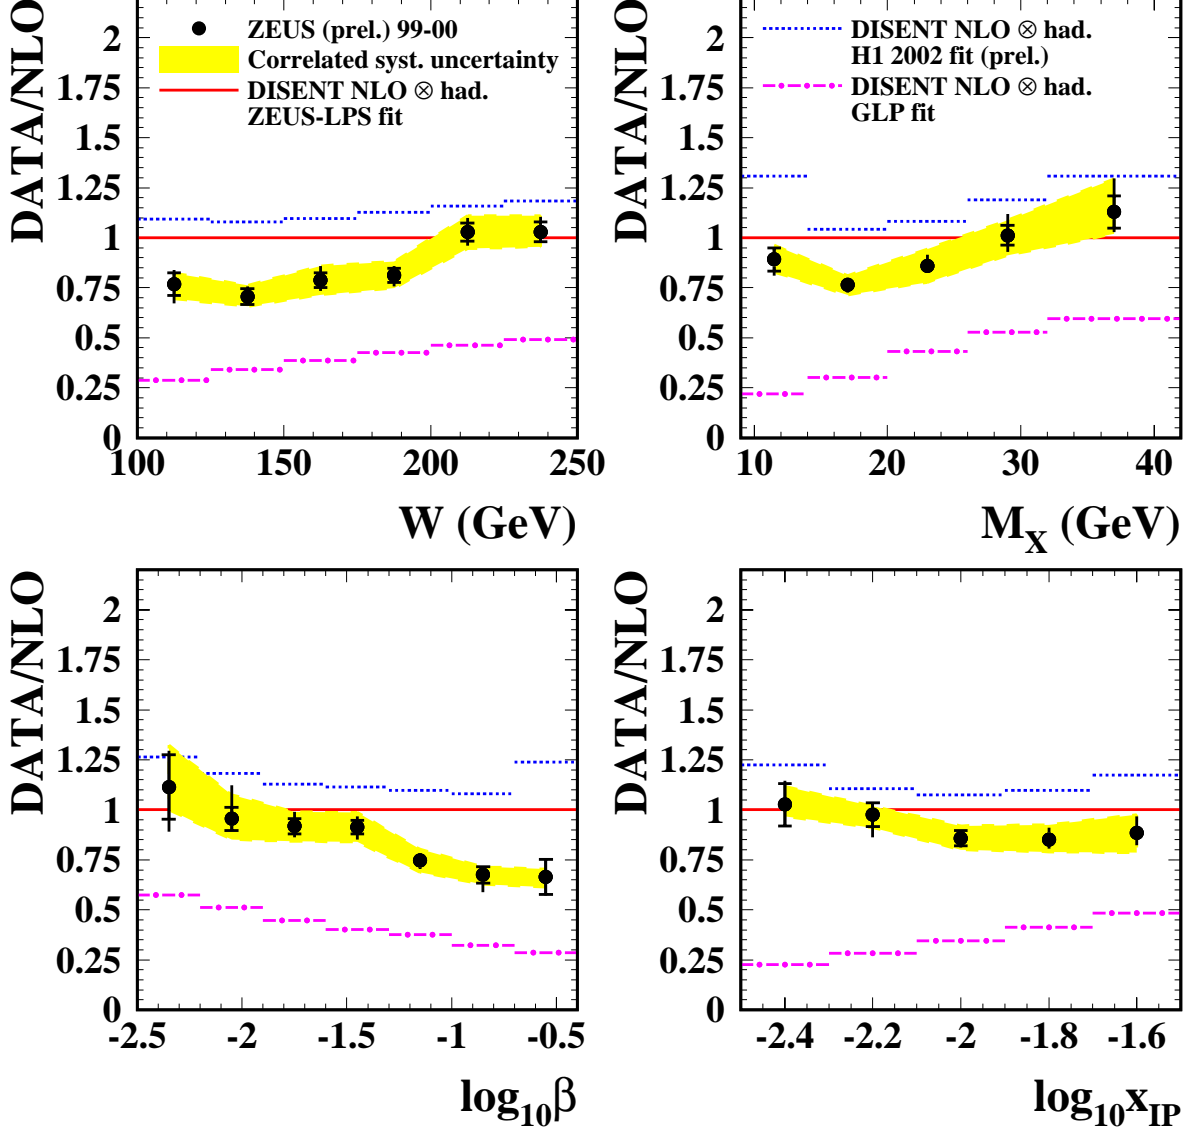 DATA/NLO
2
1.75
1.5
1.25
1
0.75
0.5
0.25
0
ZEUS (prel.) 99-00
Correlated syst. uncertainty
DISENT NLO ⊗ had.
ZEUS-LPS fit
100 150 200 250
W (GeV)
DATA/NLO
2
1.75
1.5
1.25
1
0.75
0.5
0.25
0
DISENT NLO ⊗ had.
H1 2002 fit (prel.)
DISENT NLO ⊗ had.
GLP fit
10 20 30 40
M_X (GeV)
DATA/NLO
2
1.75
1.5
1.25
1
0.75
0.5
0.25
0
-2.5 -2 -1.5 -1 -0.5
log₁₀β
DATA/NLO
2
1.75
1.5
1.25
1
0.75
0.5
0.25
0
-2.4 -2.2 -2 -1.8 -1.6
log₁₀x_IP